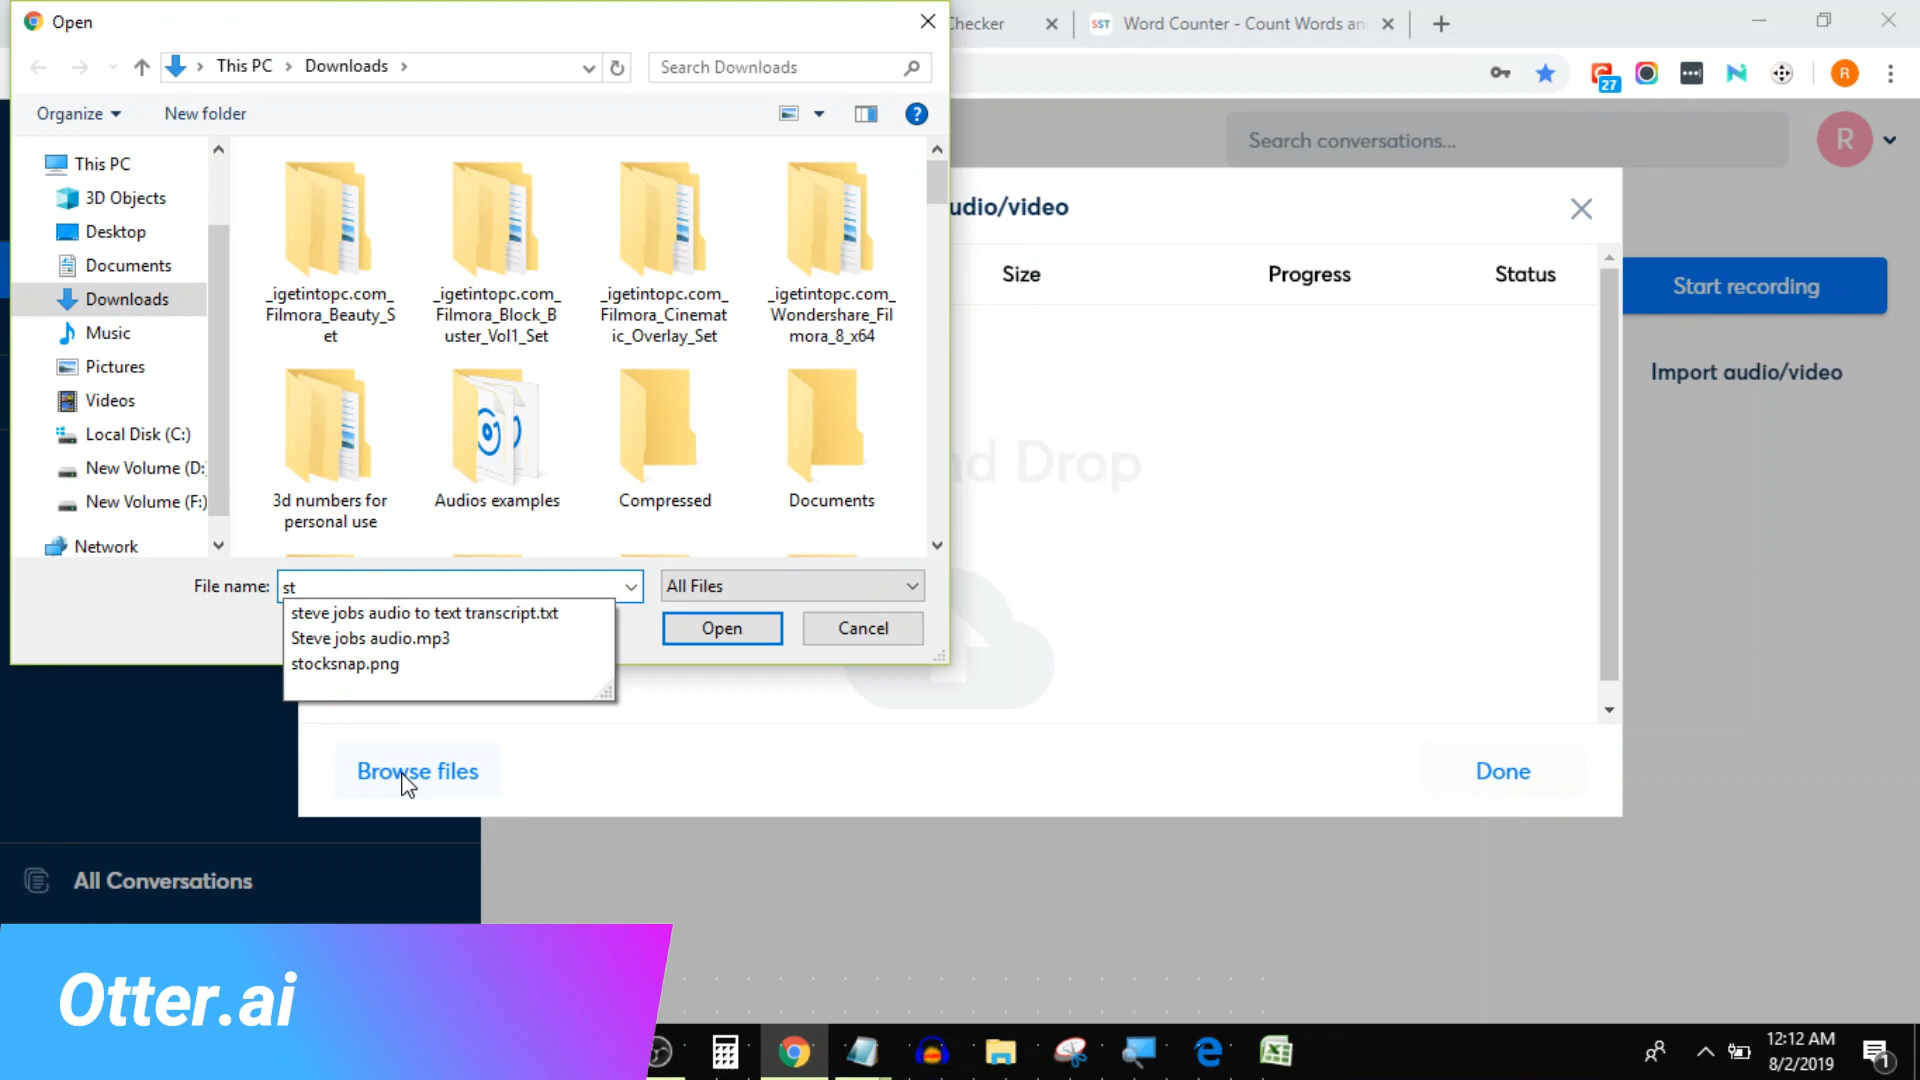 Open
Checker
SST Word Counter - Count Words an
This PC
Downloads
Search Downloads
27
R
Organize
New folder
?
Search conversations...
R
This PC
3D Objects
Desktop
Documents
Downloads
Music
Pictures
Videos
Local Disk (C:)
New Volume (D:
New Volume (F:)
Network
_igetintopc.com_
Filmora_Beauty_S
et
_igetintopc.com_
Filmora_Block_B
uster_Vol1_Set
_igetintopc.com_
Filmora_Cinemat
ic_Overlay_Set
_igetintopc.com_
Wondershare_Fil
mora_8_x64
3d numbers for
personal use
Audios examples
Compressed
Documents
File name: st
All Files
steve jobs audio to text transcript.txt
Steve jobs audio.mp3
stocksnap.png
Open
Cancel
udio/video
Size
Progress
Status
Start recording
Import audio/video
nd Drop
Browse files
Done
All Conversations
Otter.ai
12:12 AM
8/2/2019
1